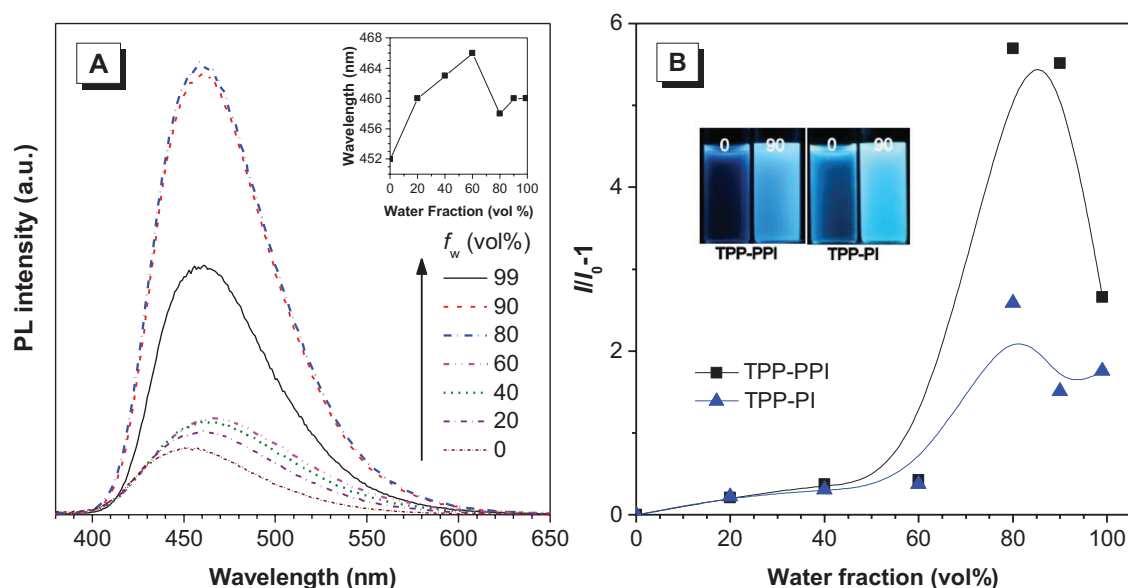 A
PL intensity (a.u.)
468
464
460
456
452
Wavelength (nm)
0 20 40 60 80 100
Water Fraction (vol %)
fw (vol%)
99
90
80
60
40
20
0
400 450 500 550 600 650
Wavelength (nm)
B
6
4
2
0
I/I0-1
0 90 0 90
TPP-PPI TPP-PI
TPP-PPI
TPP-PI
0 20 40 60 80 100
Water fraction (vol%)